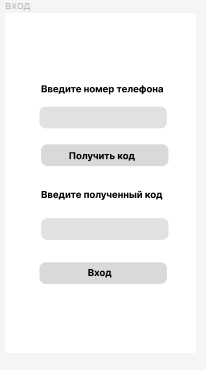 вход
Введите номер телефона
Получить код
Введите полученный код
Вход